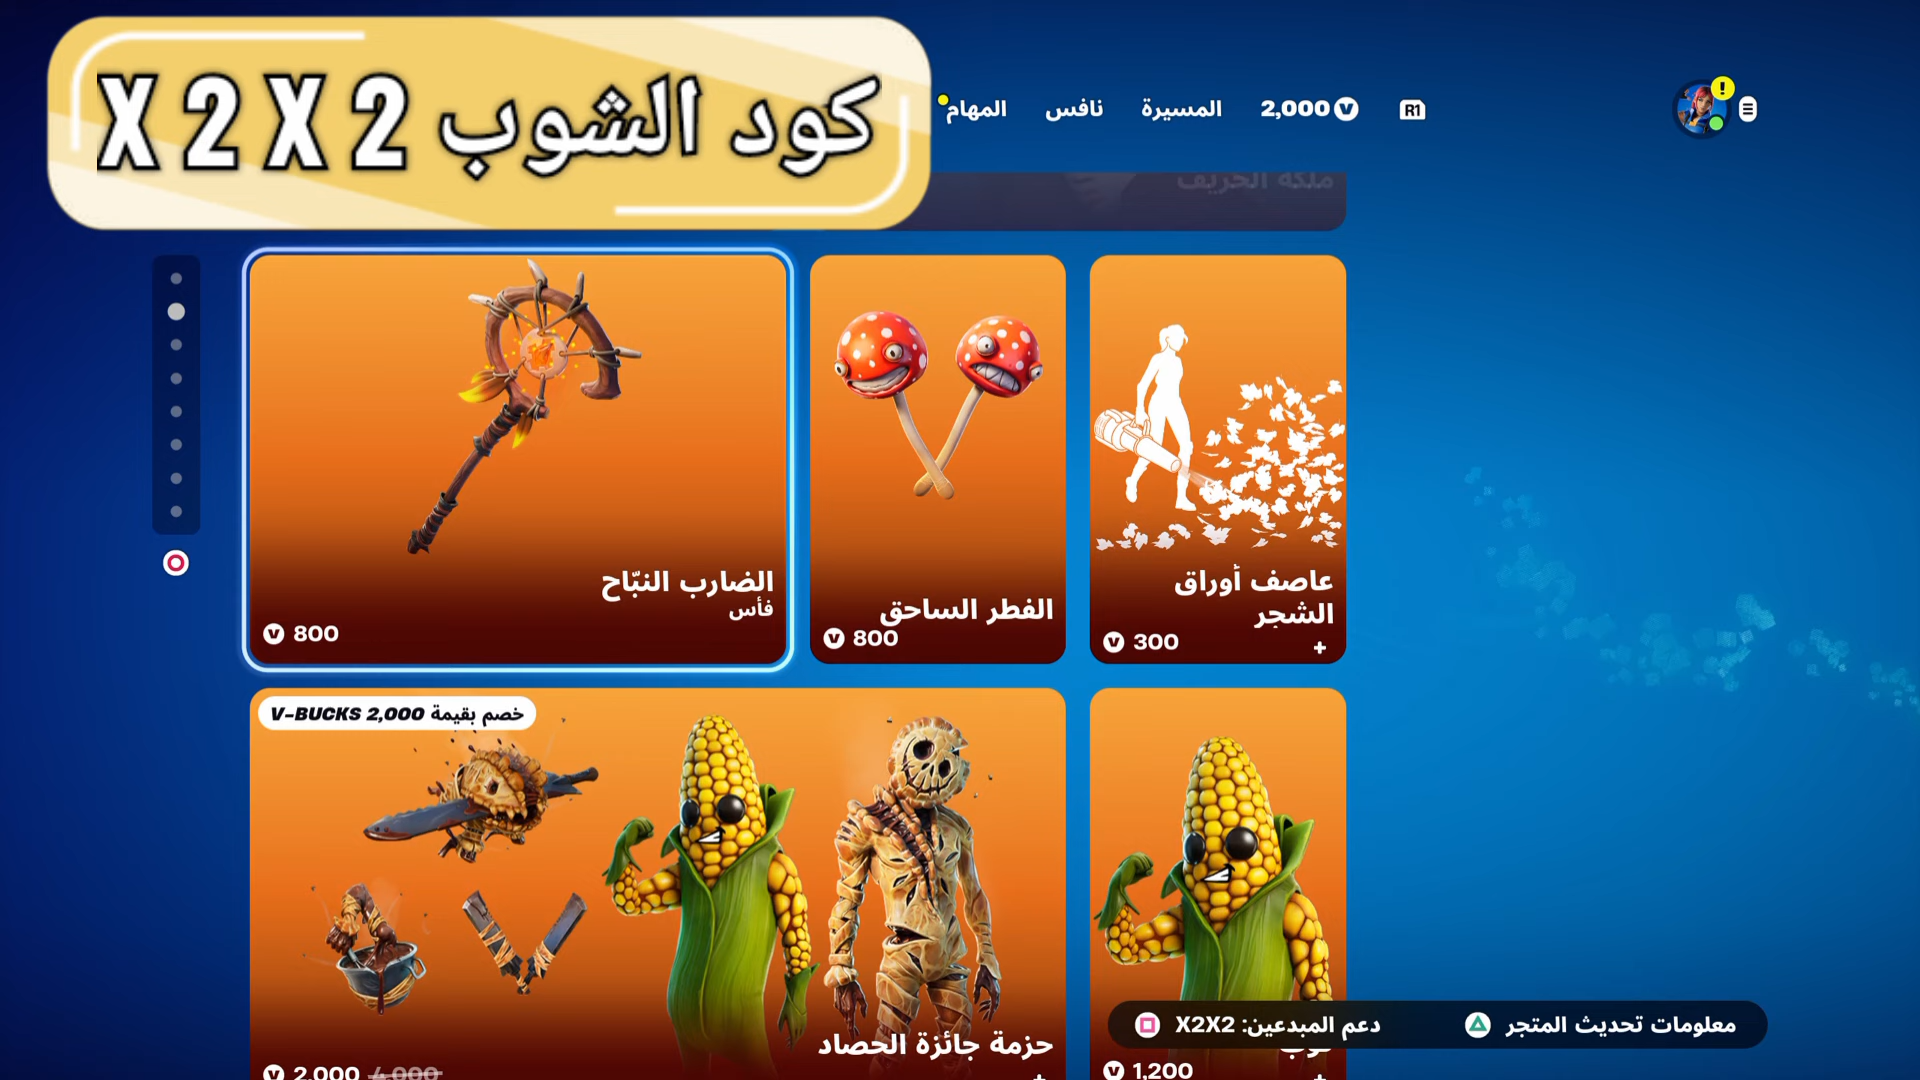 كود الشوب X2X2
المهام
نافس
المسيرة
2,000
R1
ملكة الخريف
الضارب النبّاح
فأس
800
الفطر الساحق
800
عاصف أوراق
الشجر
300
+
خصم بقيمة 2,000 V-BUCKS
حزمة جائزة الحصاد
2,000 4,000
1,200
دعم المبدعين: X2X2
معلومات تحديث المتجر